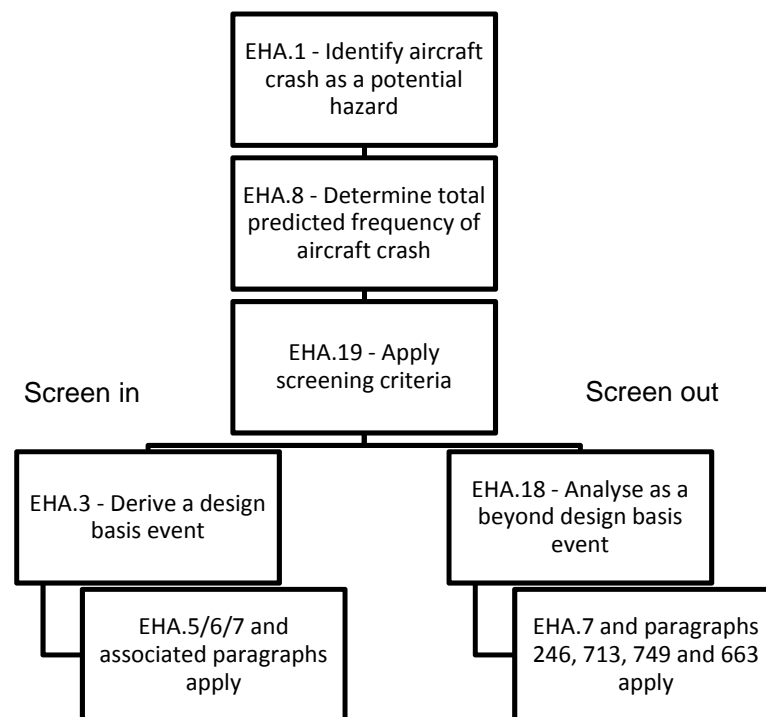 EHA.1 - Identify aircraft
crash as a potential
hazard
EHA.8 - Determine total
predicted frequency of
aircraft crash
EHA.19 - Apply
screening criteria
Screen in
Screen out
EHA.3 - Derive a design
basis event
EHA.18 - Analyse as a
beyond design basis
event
EHA.5/6/7 and
associated paragraphs
apply
EHA.7 and paragraphs
246, 713, 749 and 663
apply